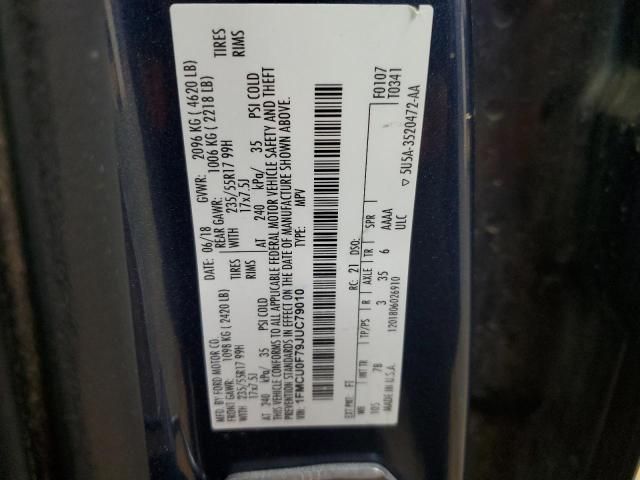 MFD. BY FORD MOTOR CO.
DATE: 06/18 GVWR: 2096 KG ( 4620 LB)
FRONT GAWR: 1098 KG ( 2420 LB) REAR GAWR: 1006 KG ( 2218 LB)
235/55R17 99H TIRES WITH 235/55R17 99H TIRES
17x7.5J RIMS 17x7.5J RIMS
AT 240 kPa/ 35 PSI COLD AT 240 kPa/ 35 PSI COLD
THIS VEHICLE CONFORMS TO ALL APPLICABLE FEDERAL MOTOR VEHICLE SAFETY AND THEFT
PREVENTION STANDARDS IN EFFECT ON THE DATE OF MANUFACTURE SHOWN ABOVE.
VIN: 1FMCU0F79JUC79010 TYPE: MPV
EXT PNT: RC: 21 DSO: F0107
WB INT TR TP/PS R AXLE TR SPR T0341
105 7B 3 35 6 AAAA
ULC
MADE IN U.S.A. 1201806026910 5U5A-3520472-AA